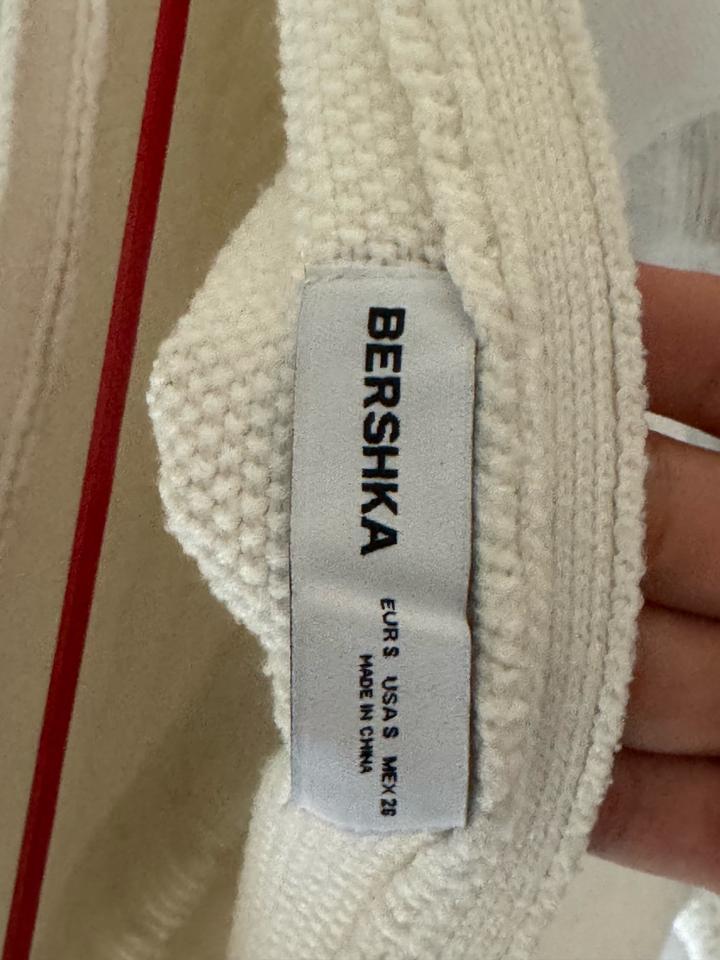 BERSHKA
EUR S USA S MEX 26
MADE IN CHINA